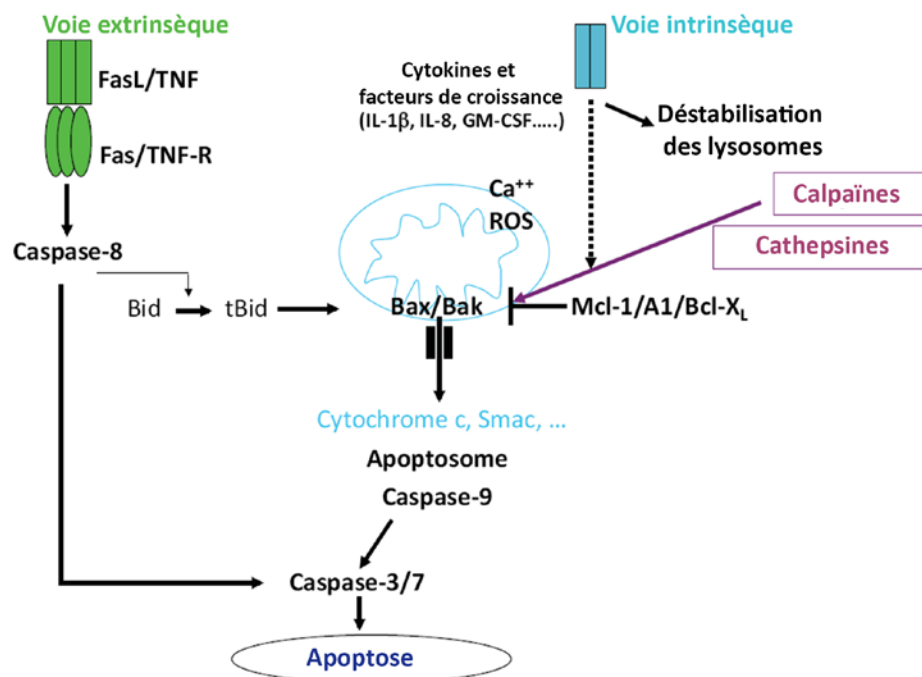 Voie extrinsèque
FasL/TNF
Fas/TNF-R
Caspase-8
Bid
tBid
Voie intrinsèque
Cytokines et
facteurs de croissance
(IL-1β, IL-8, GM-CSF.....)
Déstabilisation
des lysosomes
Calpaïnes
Cathepsines
Ca++
ROS
Bax/Bak
Mcl-1/A1/Bcl-XL
Cytochrome c, Smac, ...
Apoptosome
Caspase-9
Caspase-3/7
Apoptose